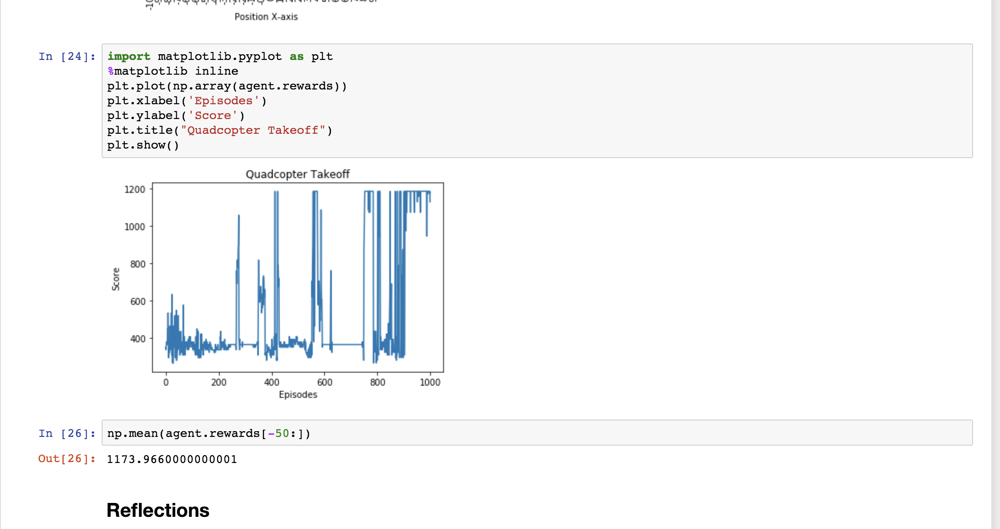 Position X-axis
In [24]:
import matplotlib.pyplot as plt
%matplotlib inline
plt.plot(np.array(agent.rewards))
plt.xlabel('Episodes')
plt.ylabel('Score')
plt.title("Quadcopter Takeoff")
plt.show()
Quadcopter Takeoff
1200
1000
800
600
400
Score
0 200 400 600 800 1000
Episodes
In [26]:
np.mean(agent.rewards[-50:])
Out[26]:
1173.9660000000001
Reflections